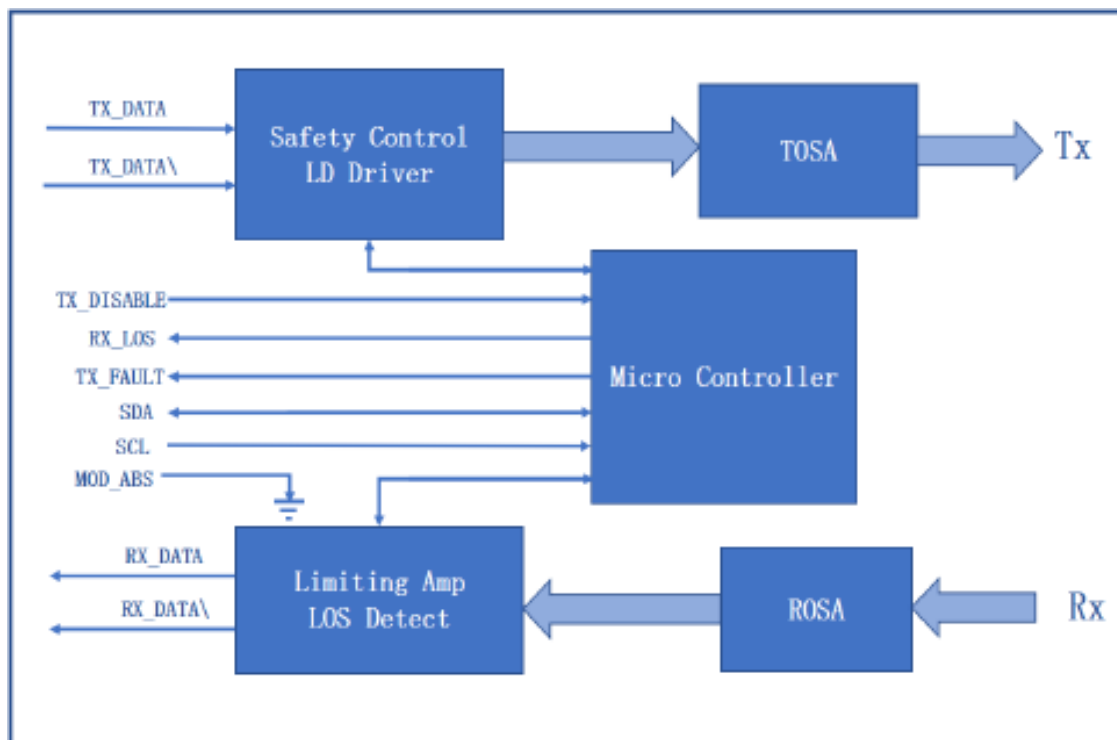 TX_DATA
TX_DATA\
Safety Control
LD Driver
TOSA
Tx
TX_DISABLE
RX_LOS
TX_FAULT
SDA
SCL
MOD_ABS
Micro Controller
RX_DATA
RX_DATA\
Limiting Amp
LOS Detect
ROSA
Rx